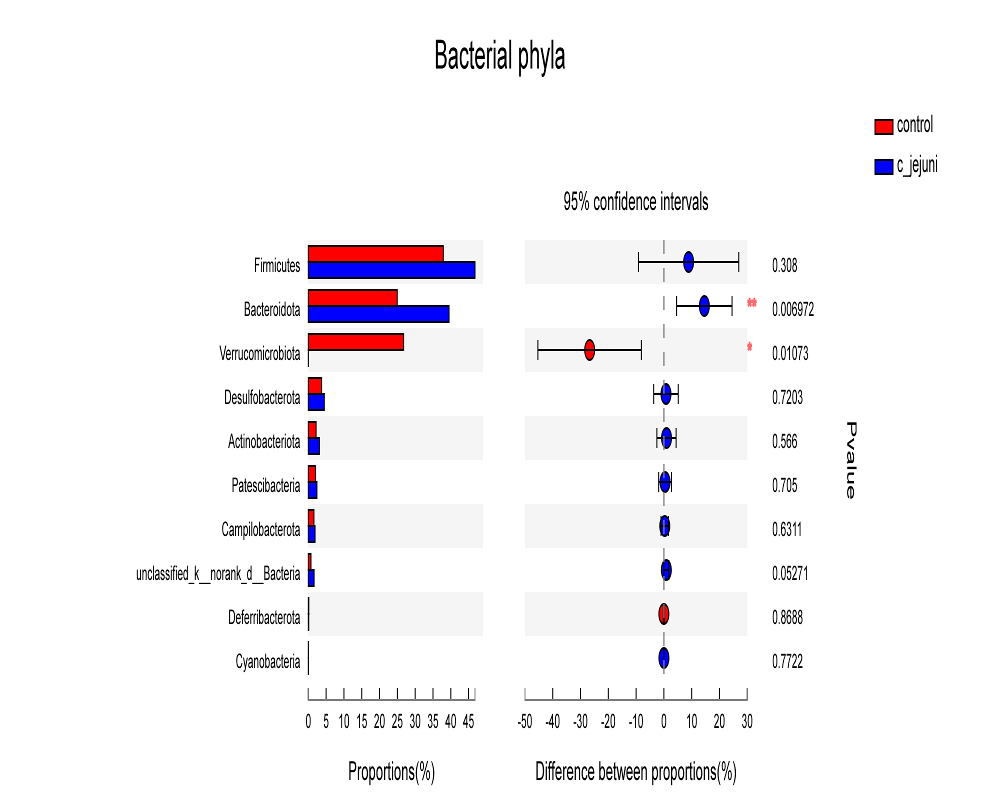 Bacterial phyla
control
c_jejuni
95% confidence intervals
Firmicutes 0.308
Bacteroidota ** 0.006972
Verrucomicrobiota * 0.01073
Desulfobacterota 0.7203
Actinobacteriota 0.566
Patescibacteria 0.705
Campilobacterota 0.6311
unclassified_k__norank_d__Bacteria 0.05271
Deferribacterota 0.8688
Cyanobacteria 0.7722
Pvalue
0 5 10 15 20 25 30 35 40 45 -50 -40 -30 -20 -10 0 10 20 30
Proportions(%) Difference between proportions(%)